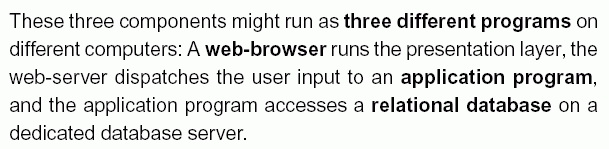 These three components might run as three different programs on
different computers: A web-browser runs the presentation layer, the
web-server dispatches the user input to an application program,
and the application program accesses a relational database on a
dedicated database server.